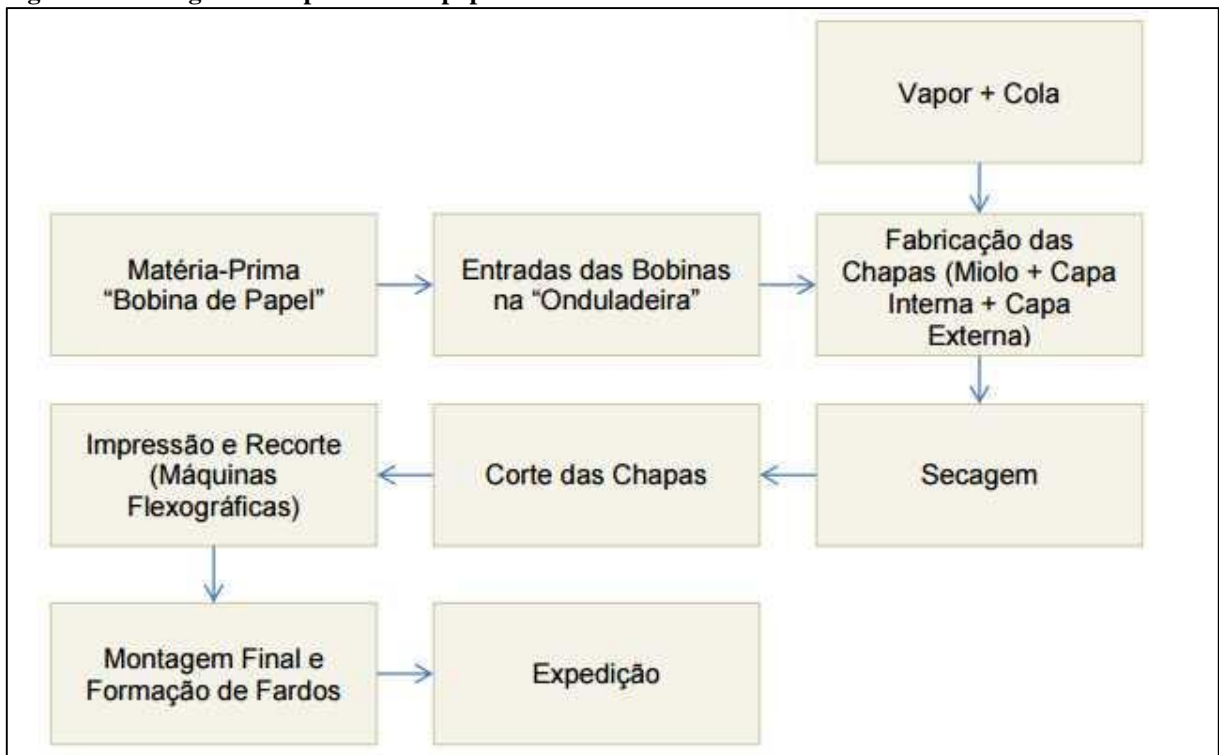 Vapor + Cola
Matéria-Prima
“Bobina de Papel”
Entradas das Bobinas
na “Onduladeira”
Fabricação das
Chapas (Miolo + Capa
Interna + Capa
Externa)
Impressão e Recorte
(Máquinas
Flexográficas)
Corte das Chapas
Secagem
Montagem Final e
Formação de Fardos
Expedição